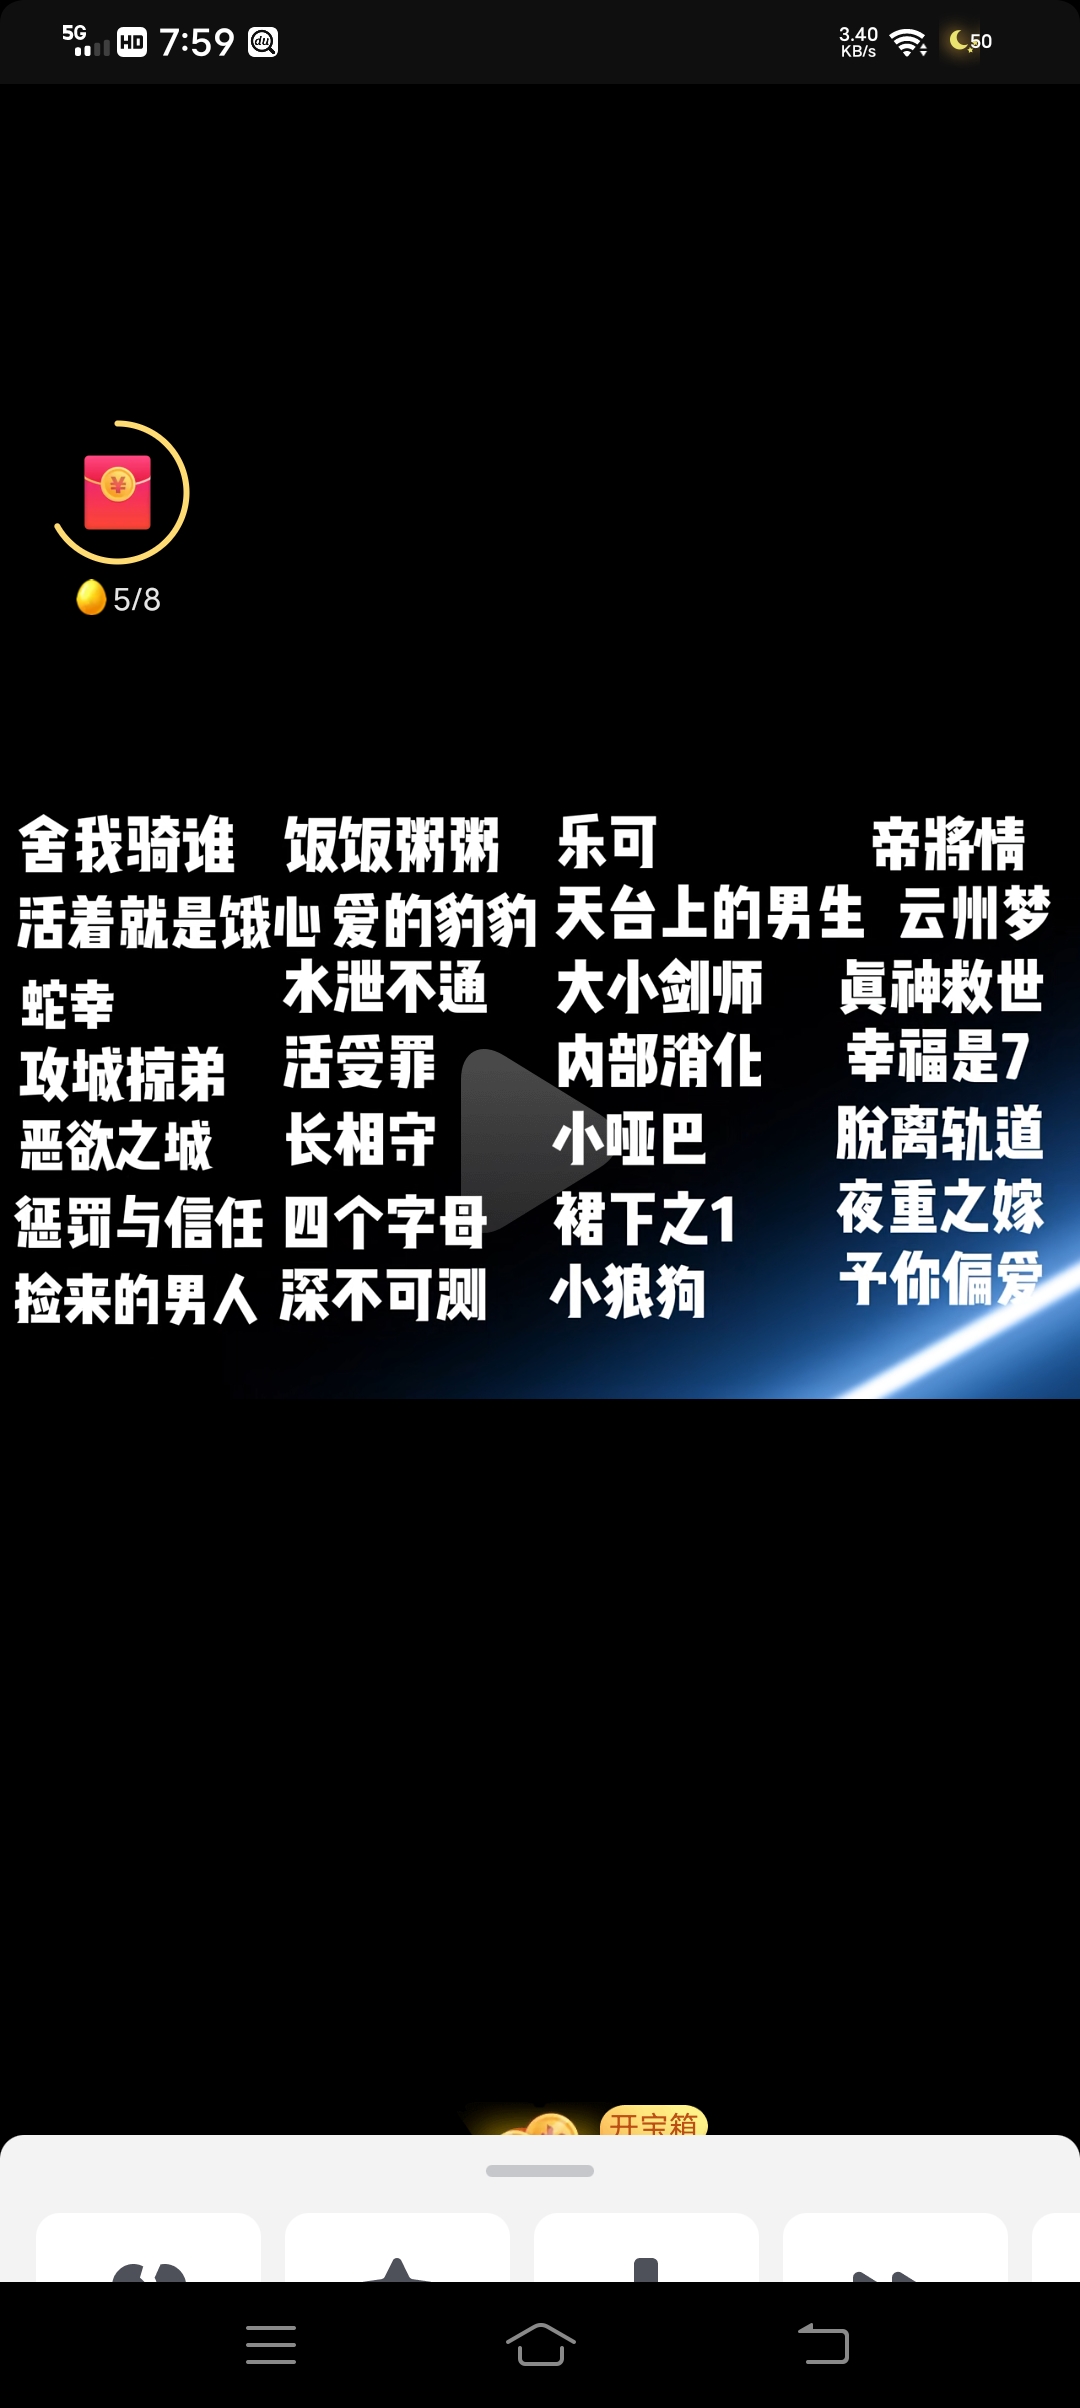 5G HD 7:59 du 3.40 KB/s 50
¥
5/8
舍我骑谁 饭饭粥粥 乐可 帝將情
活着就是饿心 爱的豹豹 天台上的男生 云州梦
蛇幸 水泄不通 大小剑师 眞神救世
攻城掠弟 活受罪 内部消化 幸福是7
恶欲之城 长相守 小哑巴 脫离轨道
惩罚与信任 四个字母 裙下之1 夜重之嫁
捡来的男人 深不可测 小狼狗 予你偏爱
开宝箱